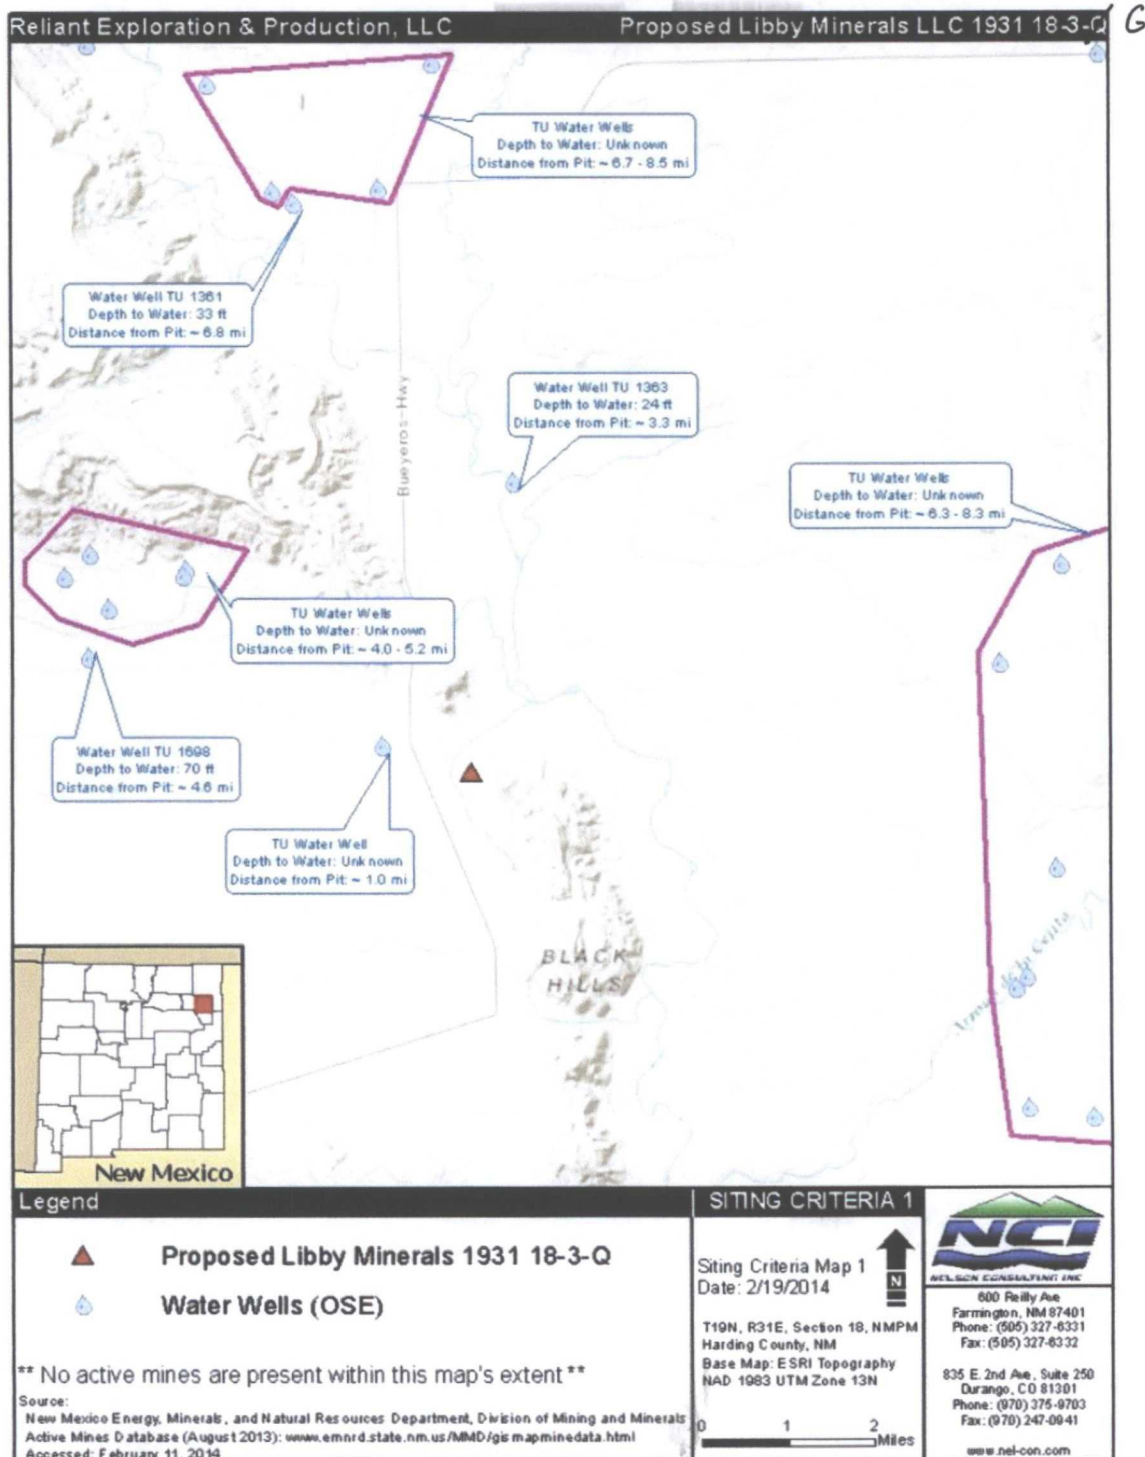 G
Reliant Exploration & Production, LLC
Proposed Libby Minerals LLC 1931 18-3-Q
TU Water Wells
Depth to Water: Unknown
Distance from Pit: ~ 6.7 - 8.5 mi
Water Well TU 1361
Depth to Water: 33 ft
Distance from Pit: ~ 6.8 mi
Bueyeros-Hwy
Water Well TU 1363
Depth to Water: 24 ft
Distance from Pit: ~ 3.3 mi
TU Water Wells
Depth to Water: Unknown
Distance from Pit: ~ 6.3 - 8.3 mi
TU Water Wells
Depth to Water: Unknown
Distance from Pit: ~ 4.0 - 5.2 mi
Water Well TU 1698
Depth to Water: 70 ft
Distance from Pit: ~ 4.6 mi
TU Water Well
Depth to Water: Unknown
Distance from Pit: ~ 1.0 mi
BLACK
HILLS
Arroyo de la Cejita
New Mexico
Legend
Proposed Libby Minerals 1931 18-3-Q
Water Wells (OSE)
** No active mines are present within this map's extent **
Source:
New Mexico Energy, Minerals, and Natural Resources Department, Division of Mining and Minerals
Active Mines Database (August 2013): www.emnrd.state.nm.us/MMD/gismapminedata.html
Accessed: February 11, 2014
SITING CRITERIA 1
Siting Criteria Map 1
Date: 2/19/2014
N
T19N, R31E, Section 18, NMPM
Harding County, NM
Base Map: ESRI Topography
NAD 1983 UTM Zone 13N
0 1 2
Miles
NCI
NELSON CONSULTING INC
600 Reilly Ave
Farmington, NM 87401
Phone: (505) 327-6331
Fax: (505) 327-6332
835 E. 2nd Ave, Suite 250
Durango, CO 81301
Phone: (970) 375-9703
Fax: (970) 247-0941
www.nel-con.com